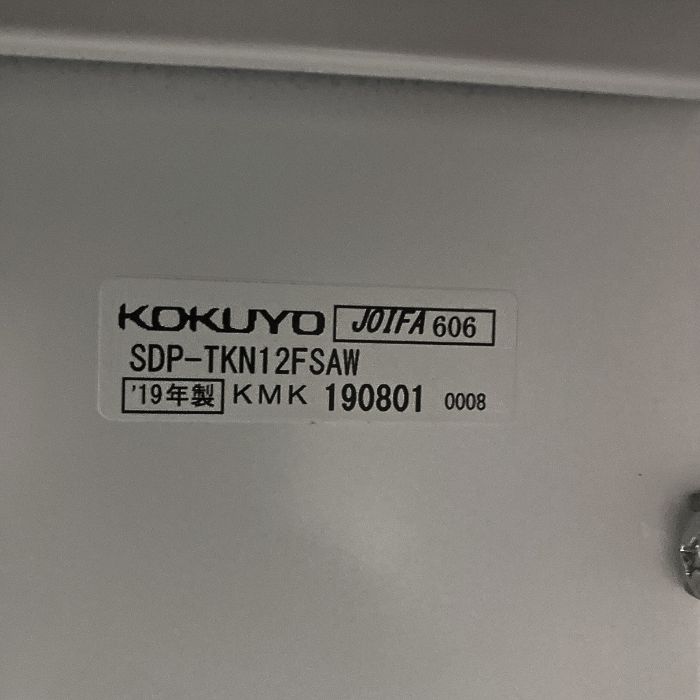 KOKUYO JOIFA 606
SDP-TKN12FSAW
'19年製 KMK 190801 0008